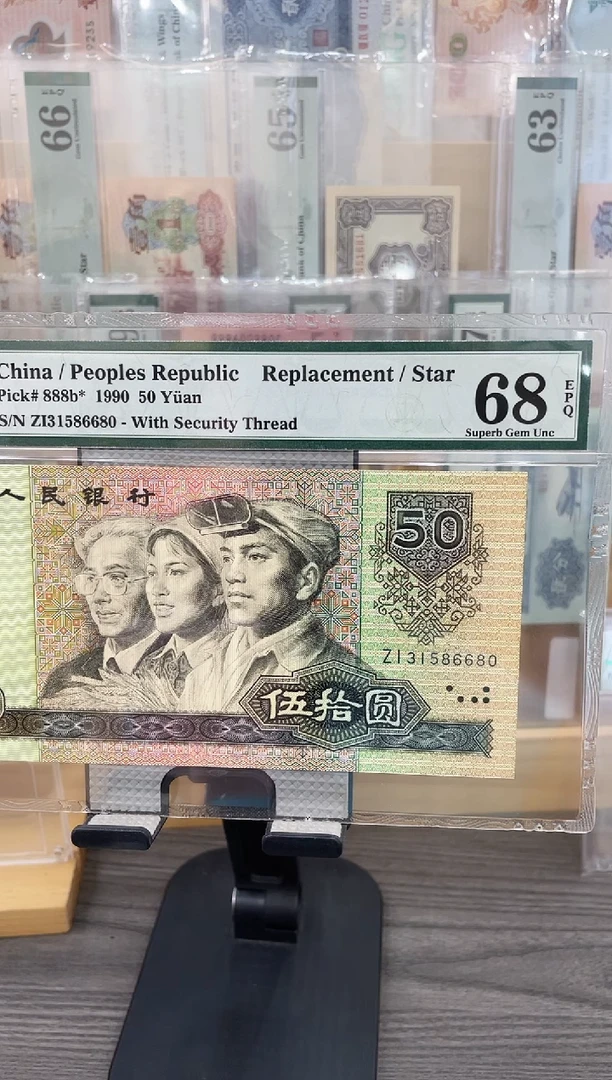 66
65
63
China / Peoples Republic Replacement / Star
Pick# 888b* 1990 50 Yüan
S/N ZI31586680 - With Security Thread
68
EPQ
Superb Gem Unc
人民银行
50
ZI31586680
伍拾圆